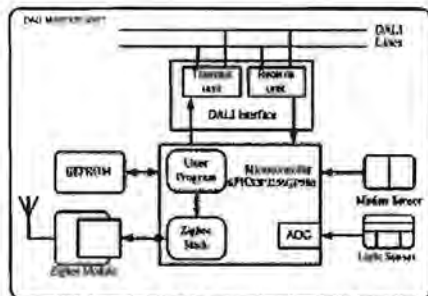 DALI
Lines
Transmit unit
Receive unit
DALI Interface
User Program
Microcontroller
EEPROM
Motion Sensor
Zigbee Stack
ADC
Light Sensor
Zigbee Module